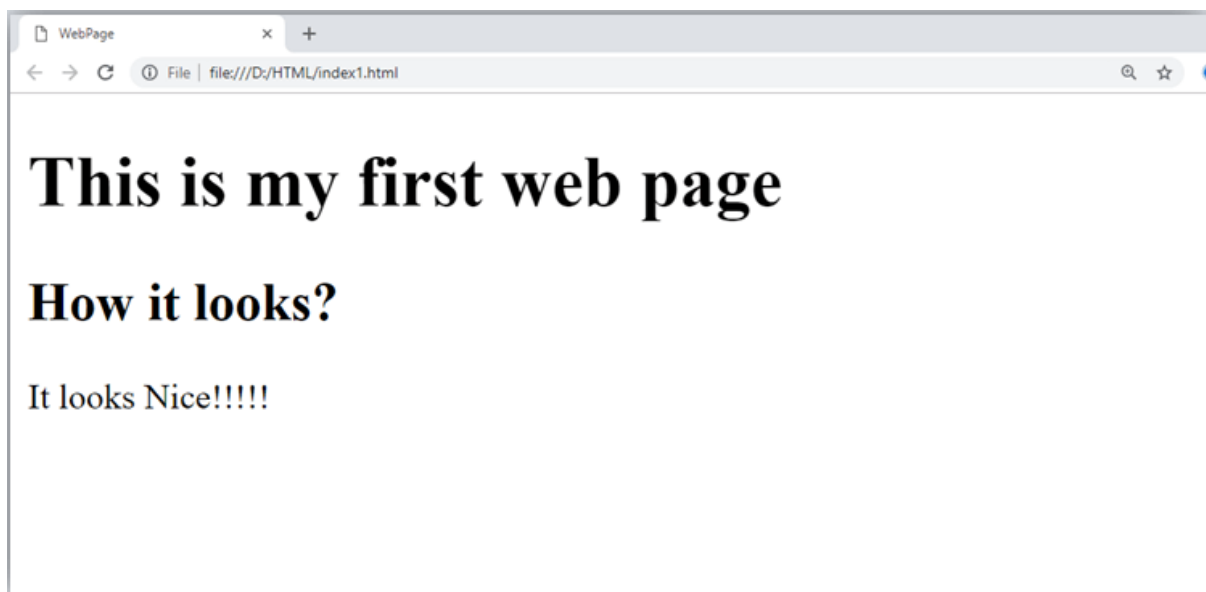 WebPage
File | file:///D:/HTML/index1.html
This is my first web page
How it looks?
It looks Nice!!!!!